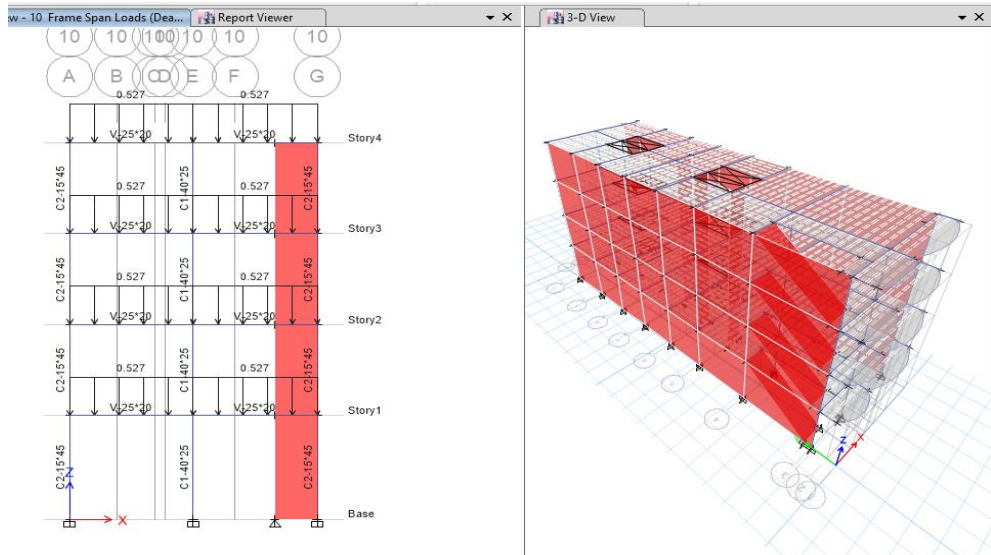 ew - 10 Frame Span Loads (Dea...
Report Viewer
3-D View
10 10 10 10 10 10
A B C D E F G
0.527 0.527
V-25*20 V-25*20 Story4
C2-15*45 C1-40*25 C2-15*45
0.527 0.527
V-25*20 V-25*20 Story3
C2-15*45 C1-40*25 C2-15*45
0.527 0.527
V-25*20 V-25*20 Story2
C2-15*45 C1-40*25 C2-15*45
0.527 0.527
V-25*20 V-25*20 Story1
C2-15*45 C1-40*25 C2-15*45
Z
X Base
Z X